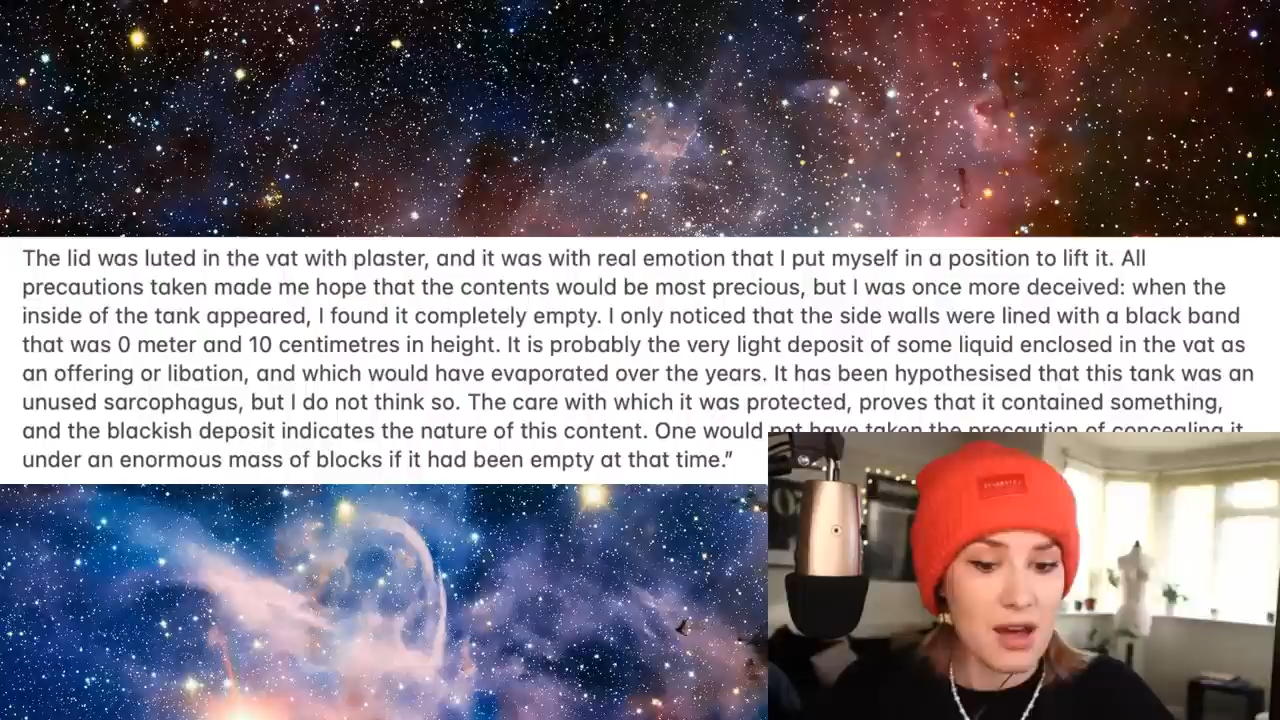 The lid was luted in the vat with plaster, and it was with real emotion that I put myself in a position to lift it. All
precautions taken made me hope that the contents would be most precious, but I was once more deceived: when the
inside of the tank appeared, I found it completely empty. I only noticed that the side walls were lined with a black band
that was 0 meter and 10 centimetres in height. It is probably the very light deposit of some liquid enclosed in the vat as
an offering or libation, and which would have evaporated over the years. It has been hypothesised that this tank was an
unused sarcophagus, but I do not think so. The care with which it was protected, proves that it contained something,
and the blackish deposit indicates the nature of this content. One would not have taken the precaution of concealing it
under an enormous mass of blocks if it had been empty at that time.”